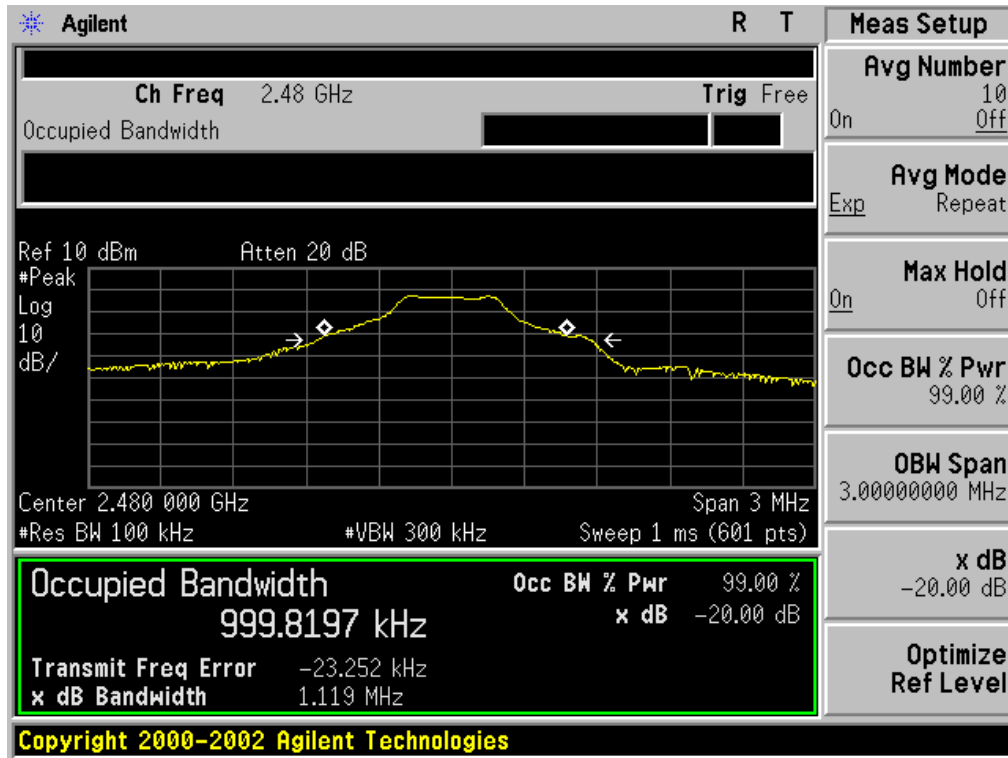 Agilent R T
Ch Freq 2.48 GHz Trig Free
Occupied Bandwidth
Ref 10 dBm Atten 20 dB
#Peak
Log
10
dB/
Center 2.480 000 GHz Span 3 MHz
#Res BW 100 kHz #VBW 300 kHz Sweep 1 ms (601 pts)
Occupied Bandwidth Occ BW % Pwr 99.00 %
999.8197 kHz x dB -20.00 dB
Transmit Freq Error -23.252 kHz
x dB Bandwidth 1.119 MHz
Copyright 2000-2002 Agilent Technologies
Meas Setup
Avg Number
10
On Off
Avg Mode
Exp Repeat
Max Hold
On Off
Occ BW % Pwr
99.00 %
OBW Span
3.00000000 MHz
x dB
-20.00 dB
Optimize
Ref Level